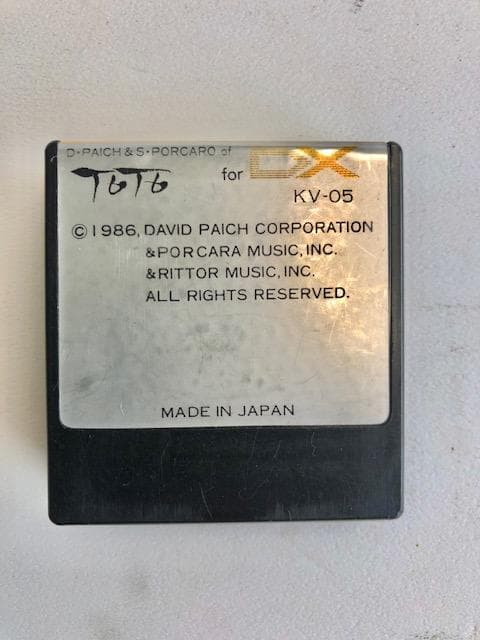 D·PAICH & S·PORCARO of
TOTO for DX
KV-05
©1986, DAVID PAICH CORPORATION
&PORCARA MUSIC, INC.
&RITTOR MUSIC, INC.
ALL RIGHTS RESERVED.
MADE IN JAPAN